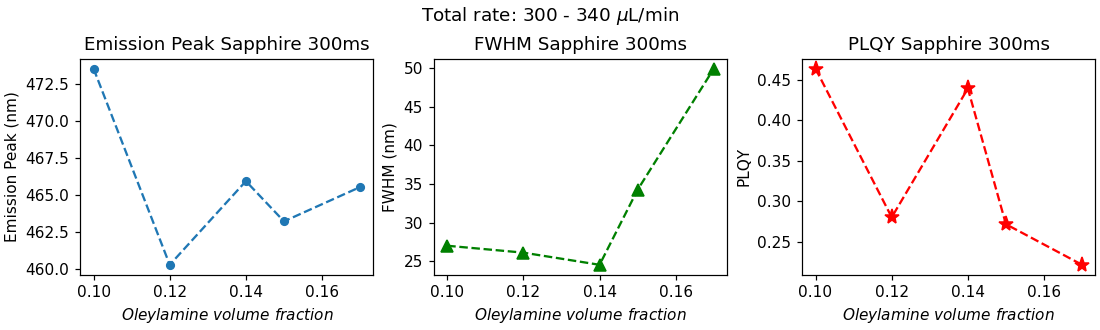 Total rate: 300 - 340 μL/min
Emission Peak Sapphire 300ms
FWHM Sapphire 300ms
PLQY Sapphire 300ms
Emission Peak (nm)
472.5
470.0
467.5
465.0
462.5
460.0
0.10
0.12
0.14
0.16
Oleylamine volume fraction
FWHM (nm)
50
45
40
35
30
25
0.10
0.12
0.14
0.16
Oleylamine volume fraction
PLQY
0.45
0.40
0.35
0.30
0.25
0.10
0.12
0.14
0.16
Oleylamine volume fraction